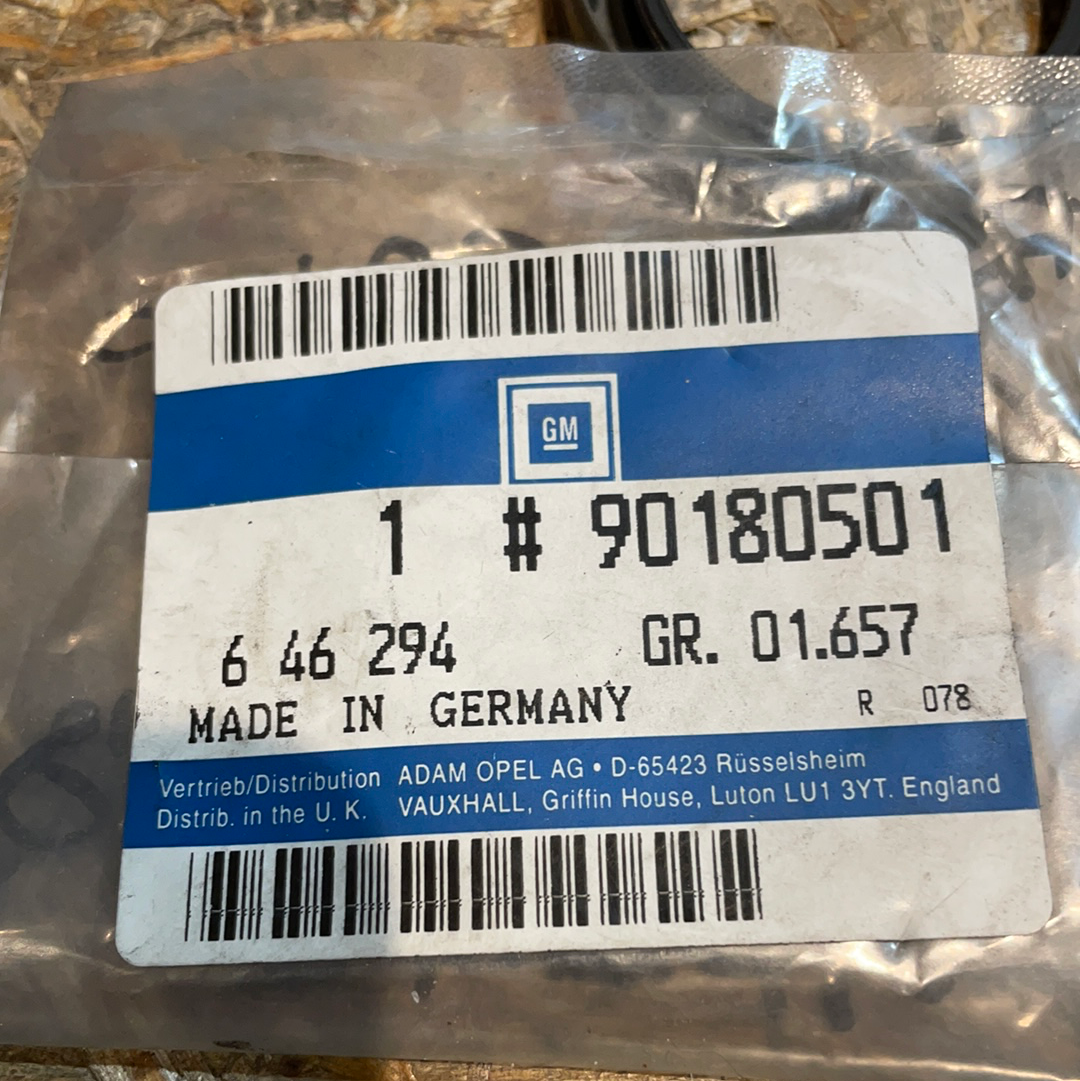 GM
1 # 90180501
6 46 294 GR. 01.657
MADE IN GERMANY R 078
Vertrieb/Distribution ADAM OPEL AG • D-65423 Rüsselsheim
Distrib. in the U. K. VAUXHALL, Griffin House, Luton LU1 3YT. England